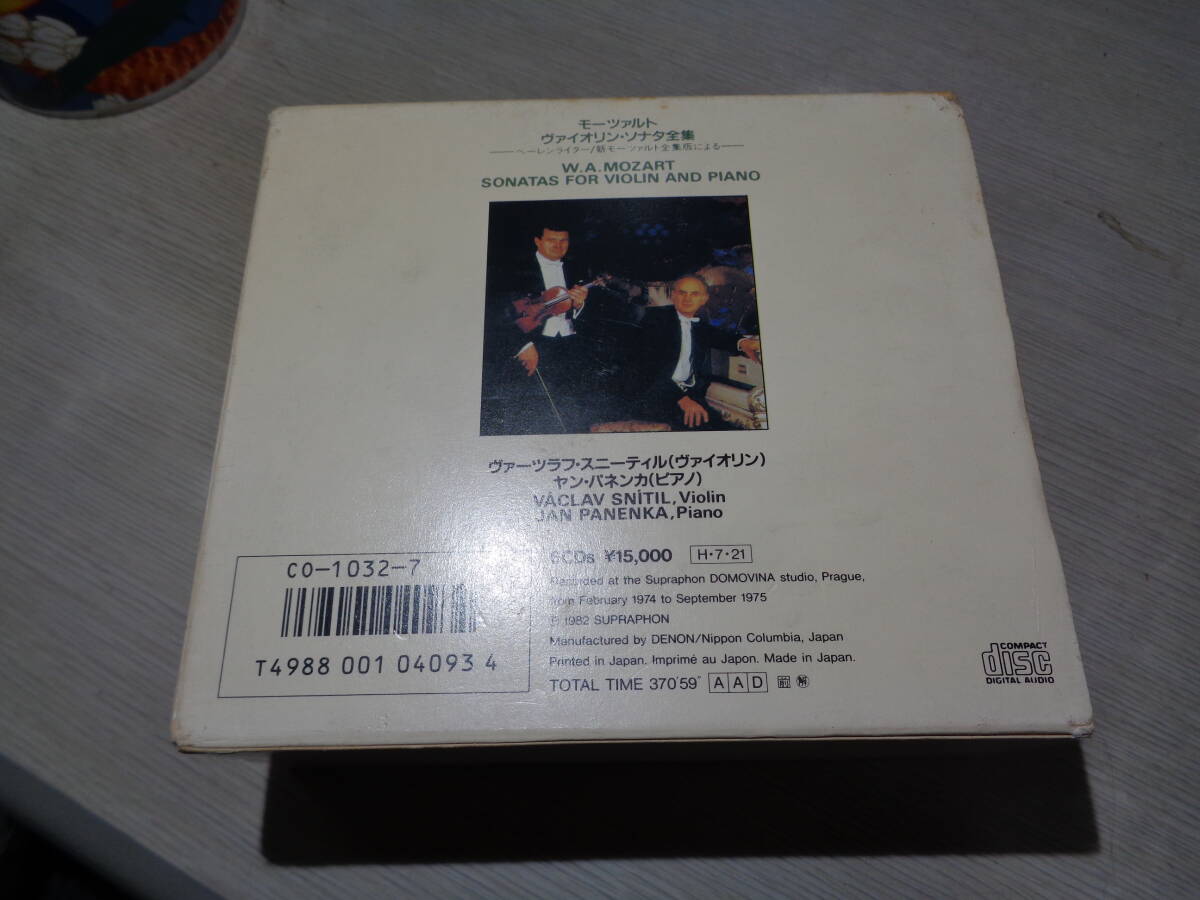 モーツァルト
ヴァイオリン・ソナタ全集
ベーレンライター/新モーツァルト全集版による
W.A.MOZART
SONATAS FOR VIOLIN AND PIANO
ヴァーツラフ・スニーティル(ヴァイオリン)
ヤン・パネンカ(ピアノ)
VÁCLAV SNÍTIL, Violin
JAN PANENKA, Piano
6CDs ¥15,000 H・7・21
Recorded at the Supraphon DOMOVINA studio, Prague,
from February 1974 to September 1975
℗ 1982 SUPRAPHON
Manufactured by DENON/Nippon Columbia, Japan
Printed in Japan. Imprimé au Japon. Made in Japan.
TOTAL TIME 370'59" A A D 解
CO-1032-7
T4988 001 04093 4
COMPACT
disc
DIGITAL AUDIO